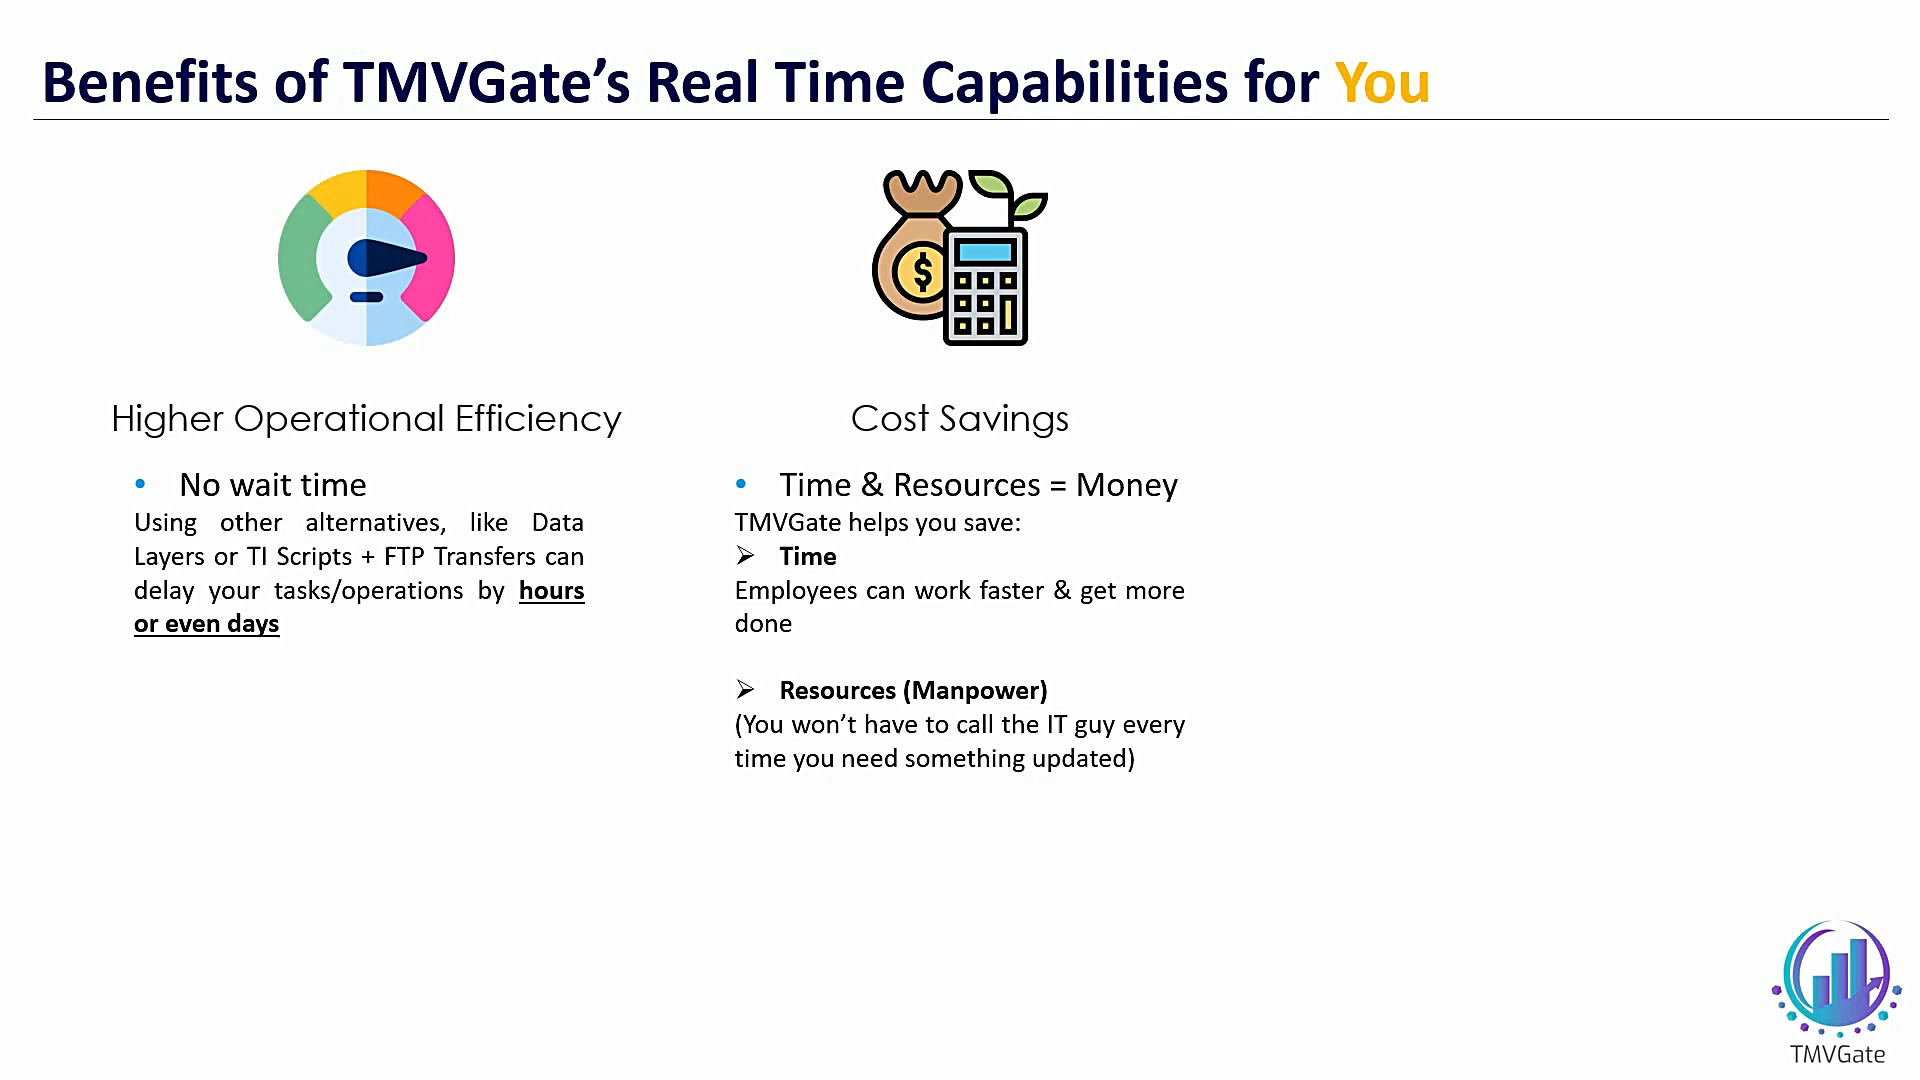 Benefits of TMVGate’s Real Time Capabilities for You
Higher Operational Efficiency
• No wait time
Using other alternatives, like Data
Layers or TI Scripts + FTP Transfers can
delay your tasks/operations by hours
or even days
Cost Savings
• Time & Resources = Money
TMVGate helps you save:
➢ Time
Employees can work faster & get more
done
➢ Resources (Manpower)
(You won’t have to call the IT guy every
time you need something updated)
TMVGate